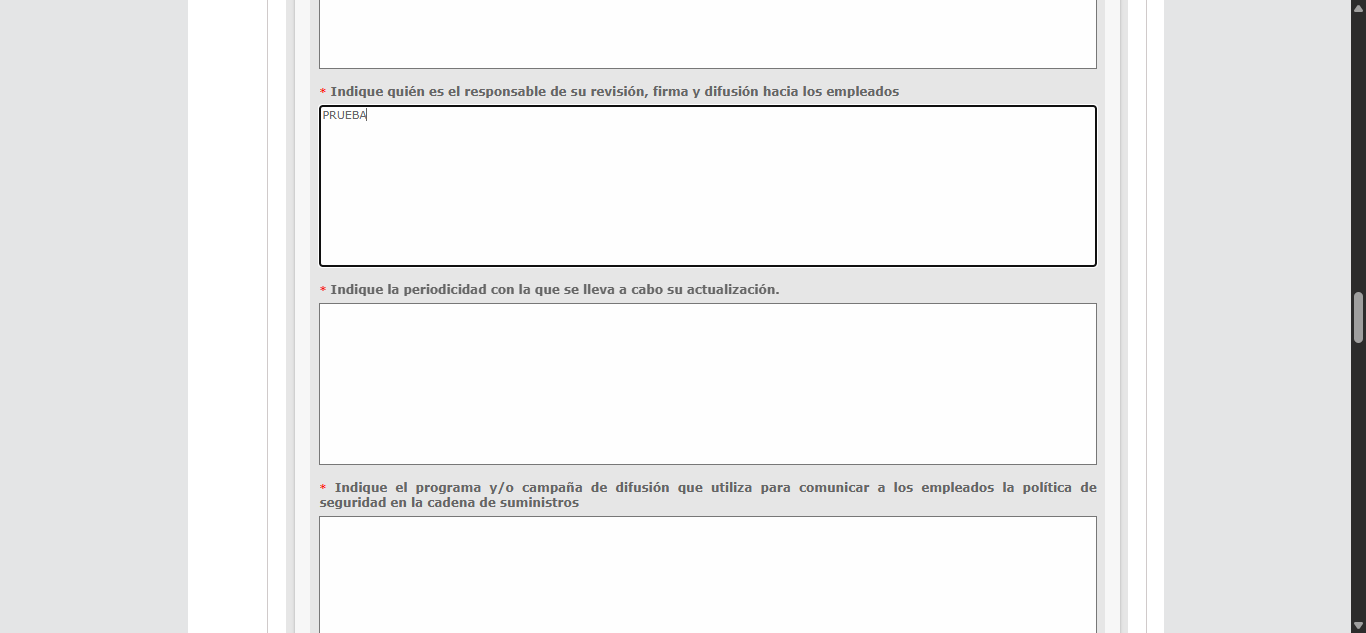 * Indique quién es el responsable de su revisión, firma y difusión hacia los empleados
PRUEBA
* Indique la periodicidad con la que se lleva a cabo su actualización.
* Indique el programa y/o campaña de difusión que utiliza para comunicar a los empleados la política de
seguridad en la cadena de suministros